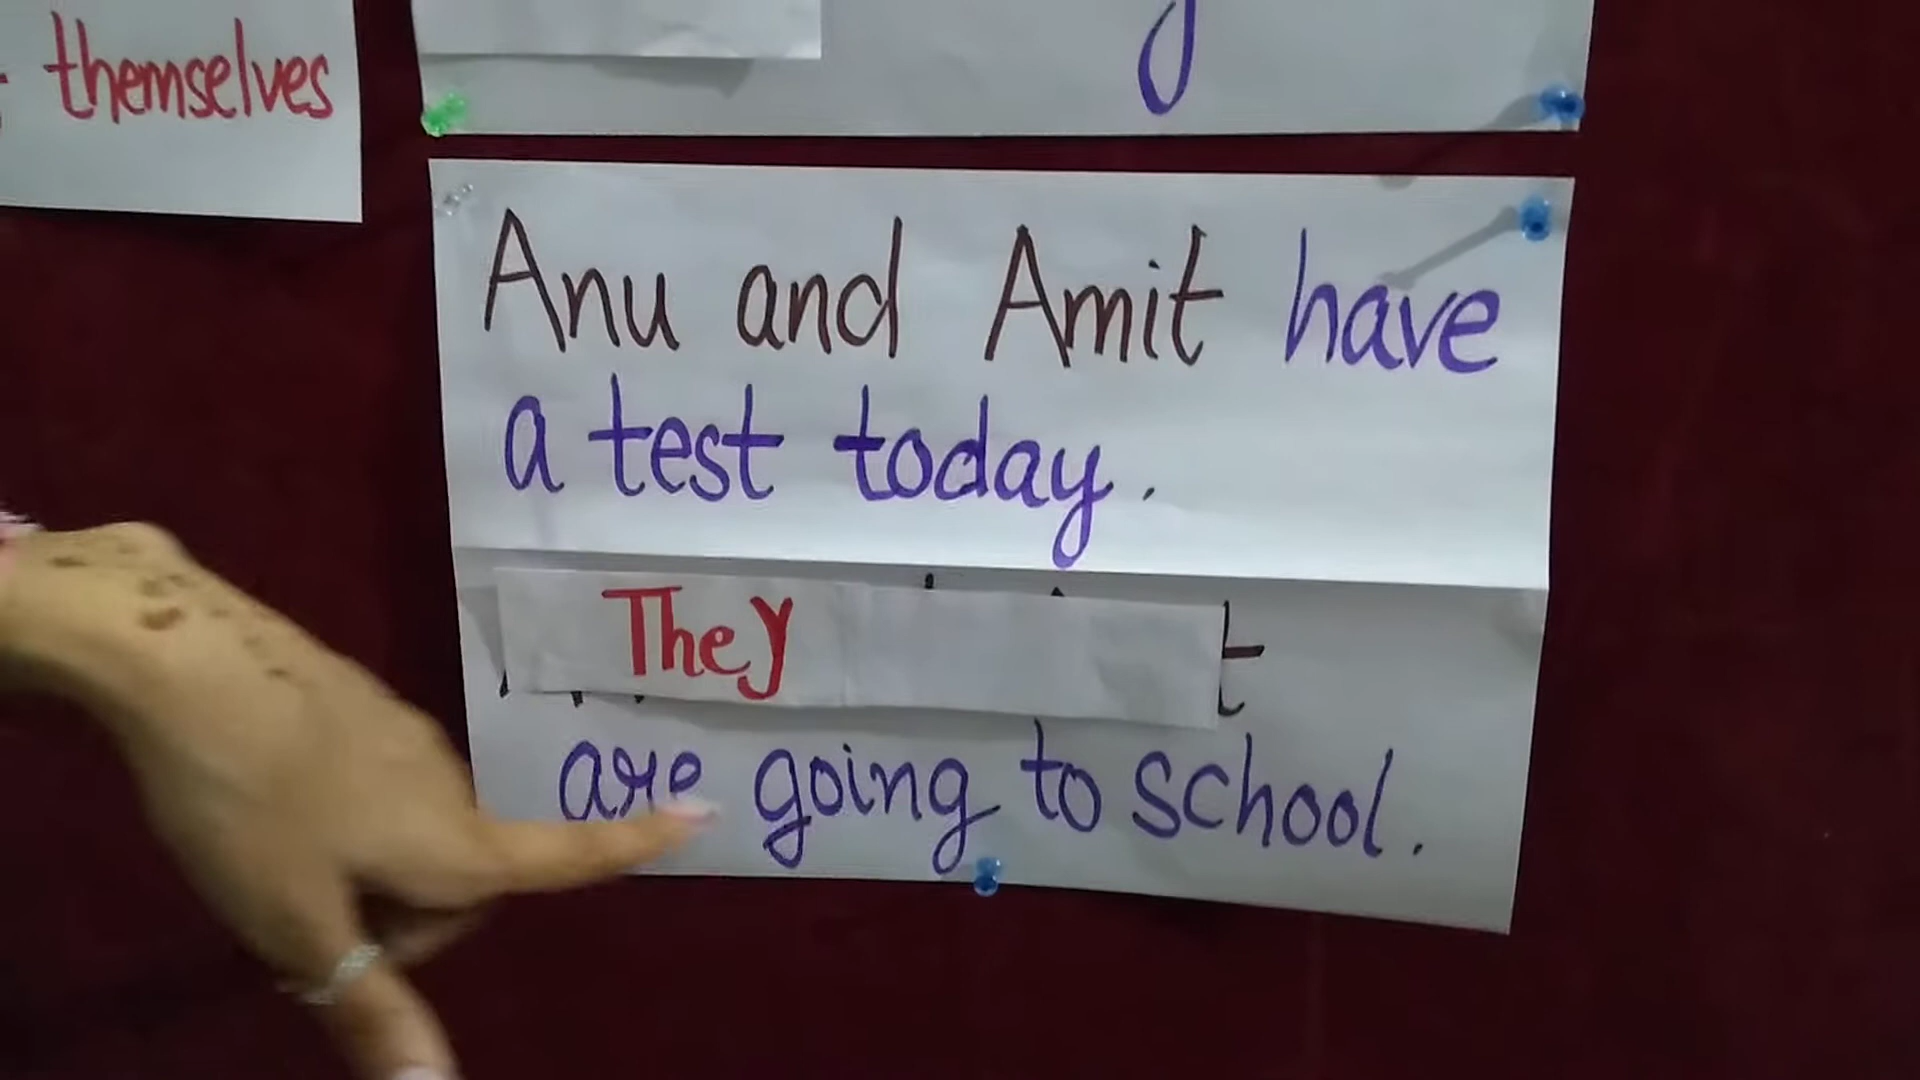 themselves
Anu and Amit have
a test today.
They
are going to school.